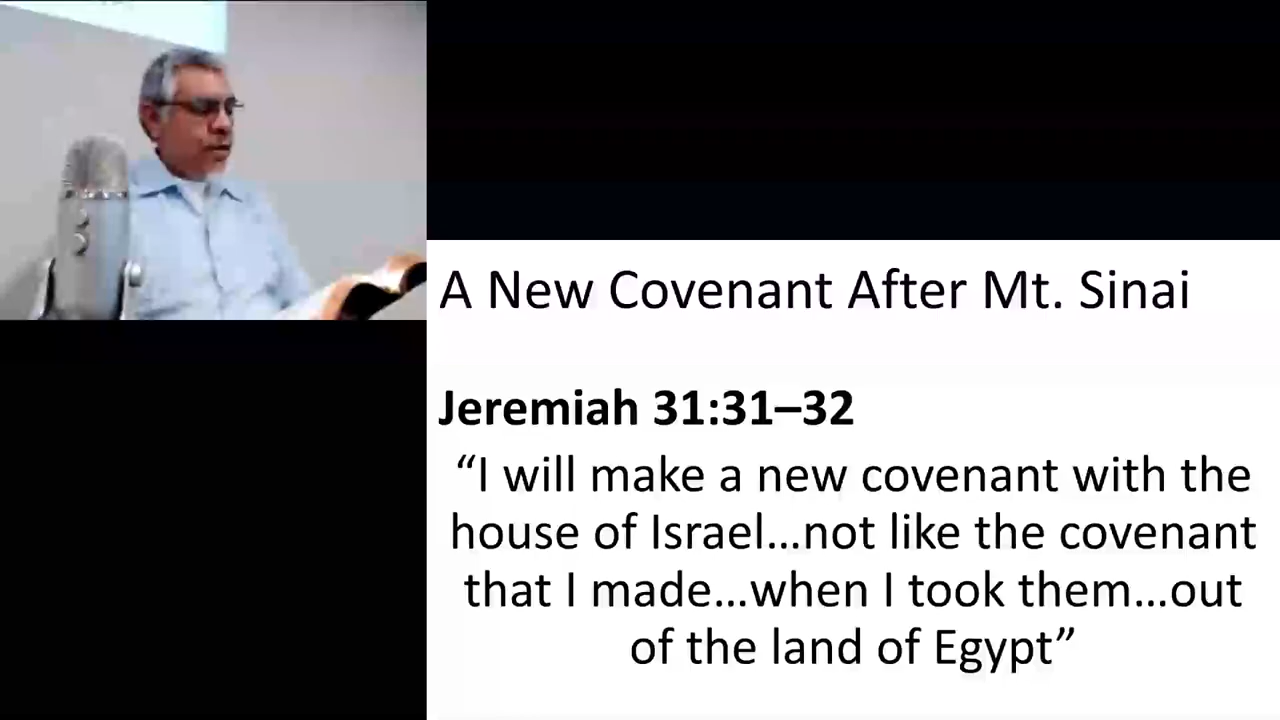 A New Covenant After Mt. Sinai
Jeremiah 31:31–32
“I will make a new covenant with the
house of Israel…not like the covenant
that I made…when I took them…out
of the land of Egypt”